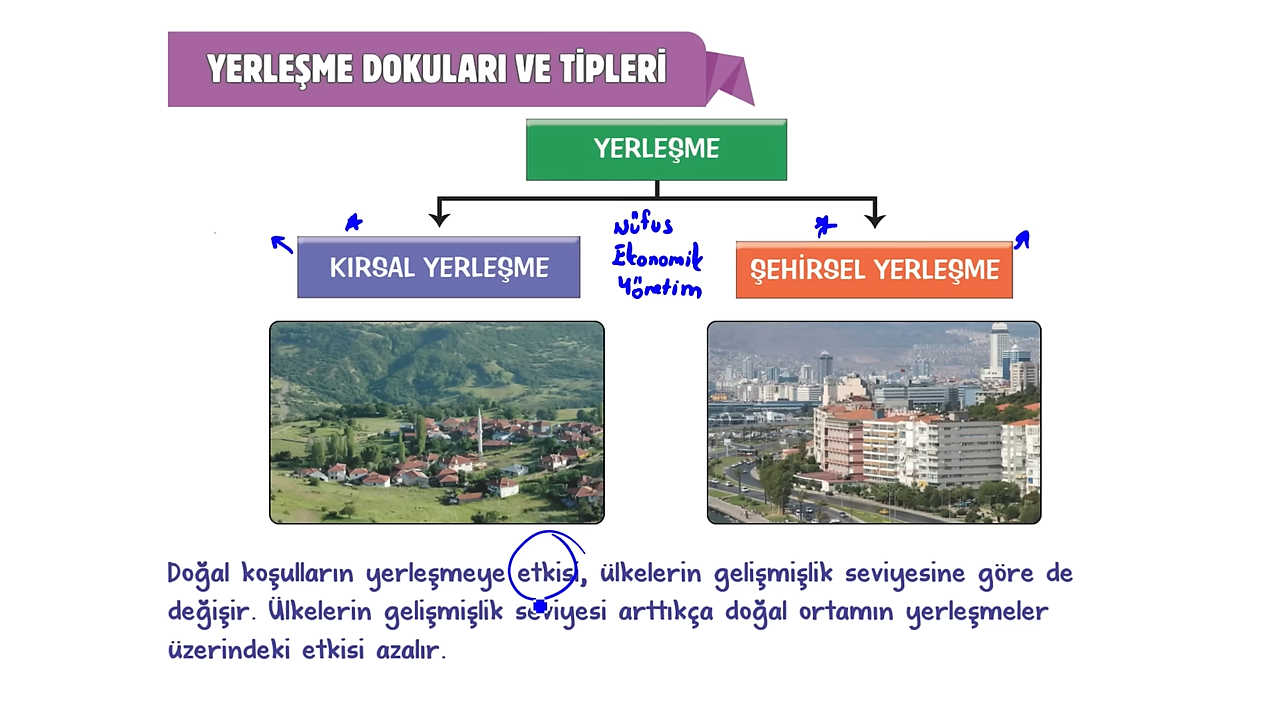 YERLEŞME DOKULARI VE TİPLERİ
YERLEŞME
KIRSAL YERLEŞME
Nüfus
Ekonomik
Yönetim
ŞEHİRSEL YERLEŞME
Doğal koşulların yerleşmeye etkisi, ülkelerin gelişmişlik seviyesine göre de
değişir. Ülkelerin gelişmişlik seviyesi arttıkça doğal ortamın yerleşmeler
üzerindeki etkisi azalır.